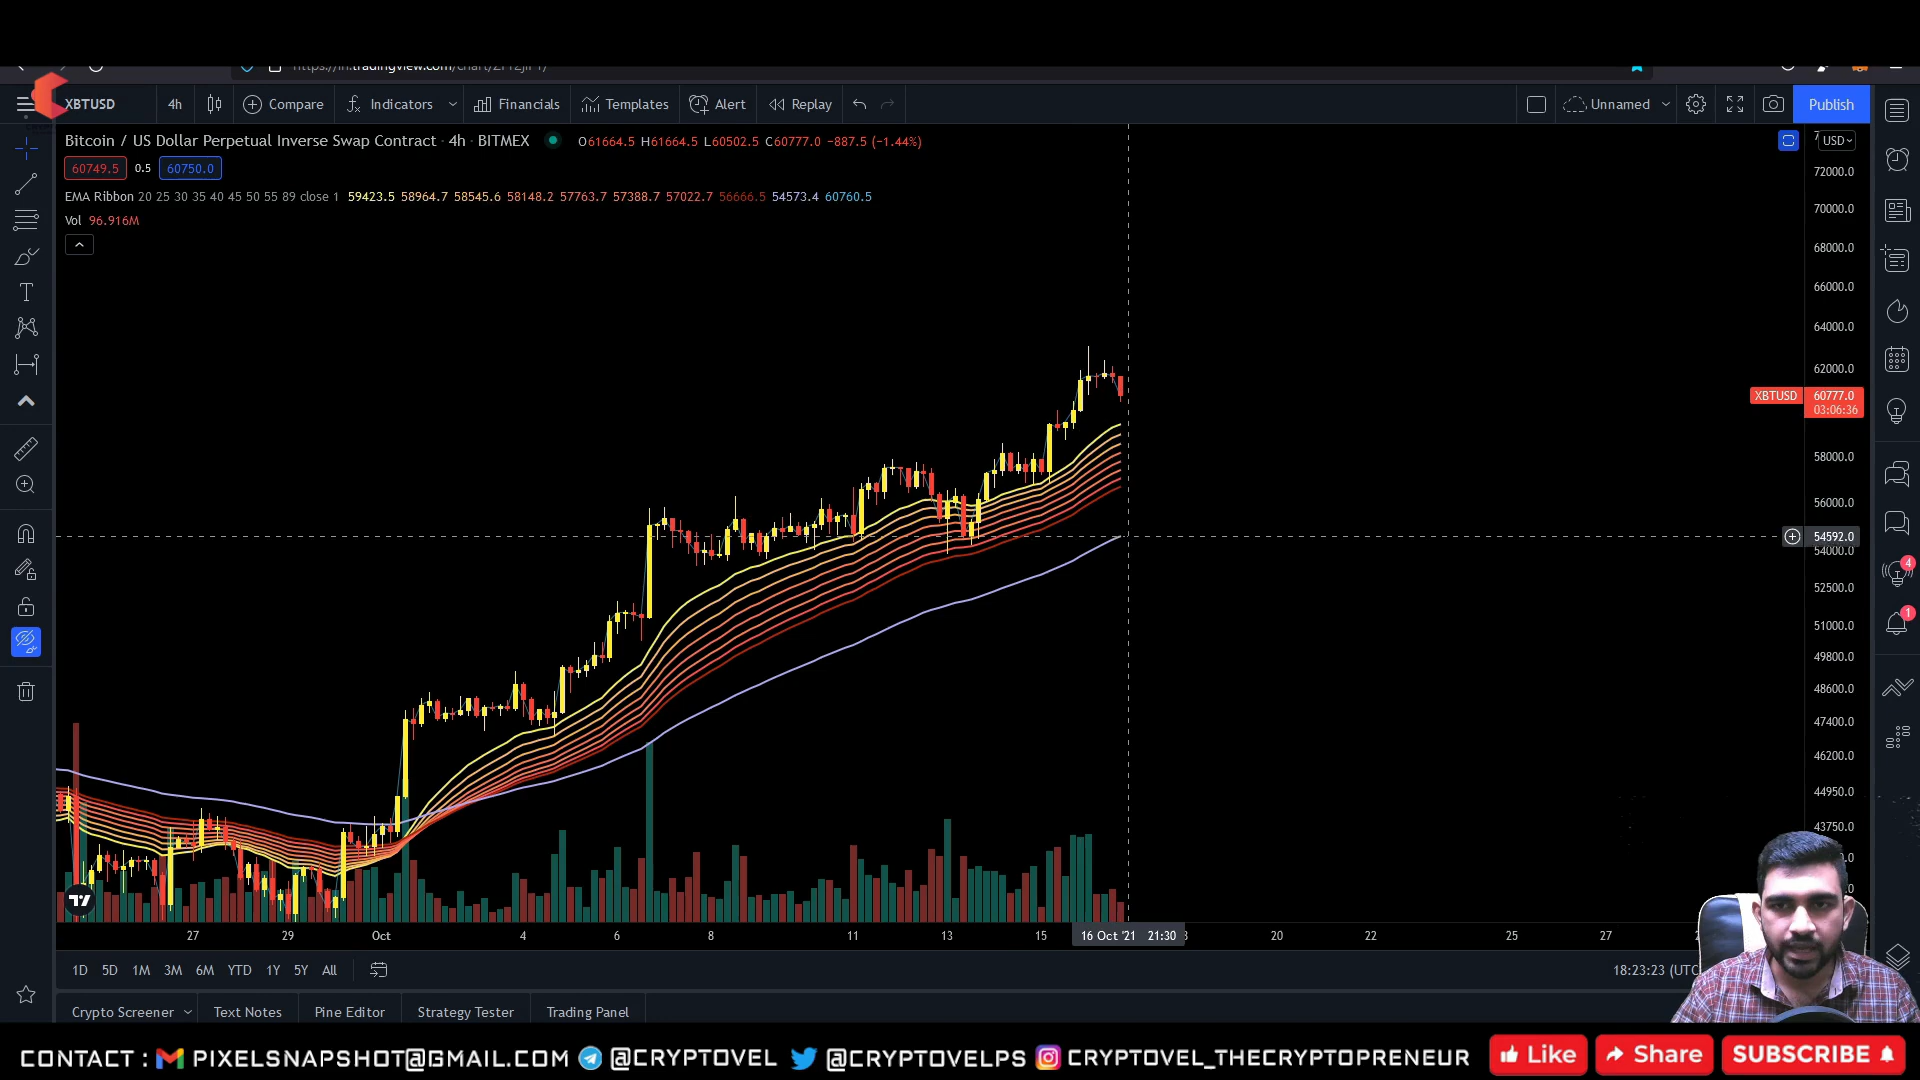 XBTUSD
4h
Compare
Indicators
Financials
Templates
Alert
Replay
Unnamed
Publish
Bitcoin / US Dollar Perpetual Inverse Swap Contract · 4h · BITMEX
O61664.5 H61664.5 L60502.5 C60777.0 −887.5 (−1.44%)
USD
60749.5 0.5 60750.0
EMA Ribbon 20 25 30 35 40 45 50 55 89 close 1 59423.5 58964.7 58545.6 58148.2 57763.7 57388.7 57022.7 56666.5 54573.4 60760.5
Vol 96.916M
72000.0
70000.0
68000.0
66000.0
64000.0
62000.0
XBTUSD 60777.0
03:06:36
58000.0
56000.0
54592.0
54000.0
52500.0
51000.0
49800.0
48600.0
47400.0
46200.0
44950.0
43750.0
4
1
27 29 Oct 4 6 8 11 13 15 16 Oct '21 21:30 20 22 25 27
1D 5D 1M 3M 6M YTD 1Y 5Y All
18:23:23 (UTC
Crypto Screener
Text Notes
Pine Editor
Strategy Tester
Trading Panel
CONTACT : PIXELSNAPSHOT@GMAIL.COM @CRYPTOVEL @CRYPTOVELPS CRYPTOVEL_THECRYPTOPRENEUR
Like
Share
SUBSCRIBE